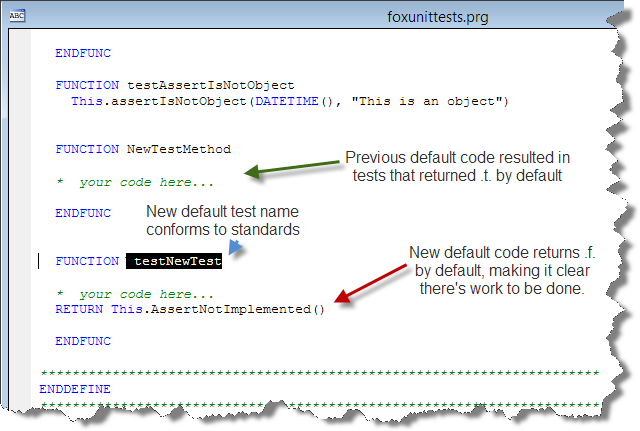 ABC
foxunittests.prg
ENDFUNC
FUNCTION testAssertIsNotObject
This.assertIsNotObject(DATETIME(), "This is an object")
FUNCTION NewTestMethod
* your code here...
Previous default code resulted in
tests that returned .t. by default
ENDFUNC
New default test name
conforms to standards
FUNCTION testNewTest
New default code returns .f.
by default, making it clear
there's work to be done.
* your code here...
RETURN This.AssertNotImplemented()
ENDFUNC
**********************************************************************
ENDDEFINE
**********************************************************************